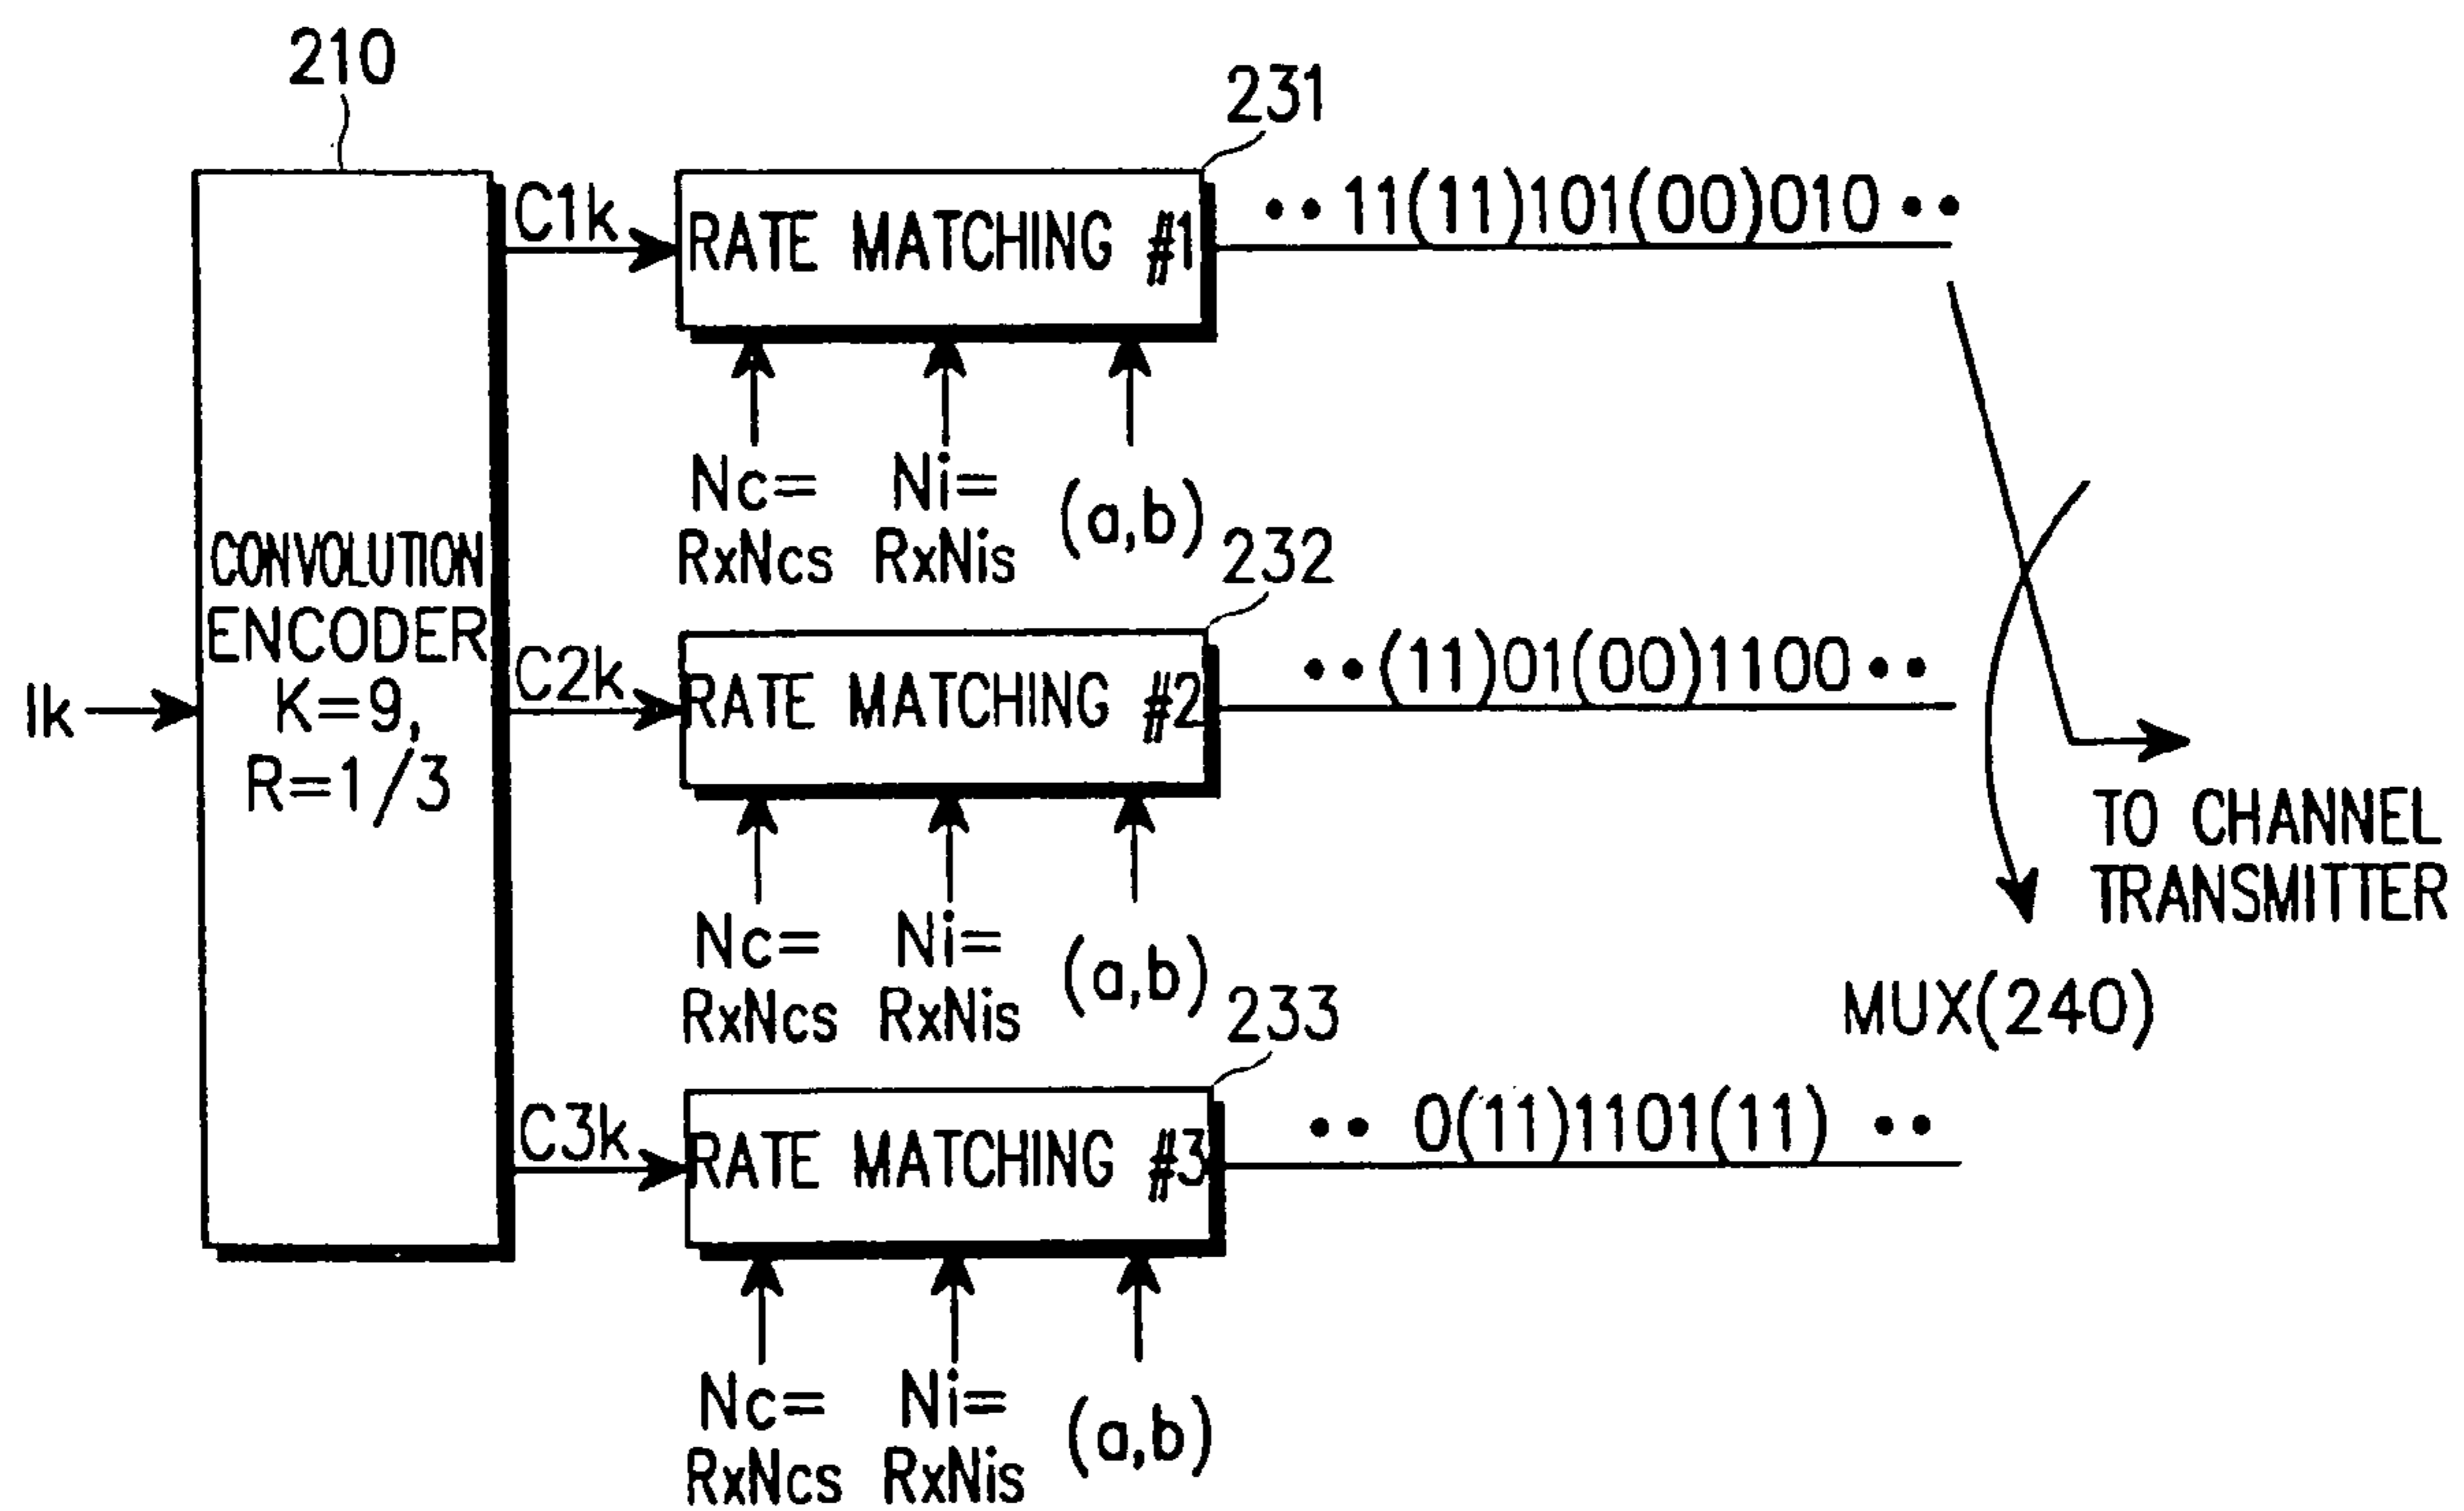 210
231
C1k
RATE MATCHING #1
••11(11)101(00)010••
Nc=
RxNcs
Ni=
RxNis
(a,b)
CONVOLUTION
ENCODER
K=9,
R=1/3
Ik
232
C2k
RATE MATCHING #2
••(11)01(00)1100••
Nc=
RxNcs
Ni=
RxNis
(a,b)
TO CHANNEL
TRANSMITTER
MUX(240)
233
C3k
RATE MATCHING #3
•• 0(11)1101(11) ••
Nc=
RxNcs
Ni=
RxNis
(a,b)